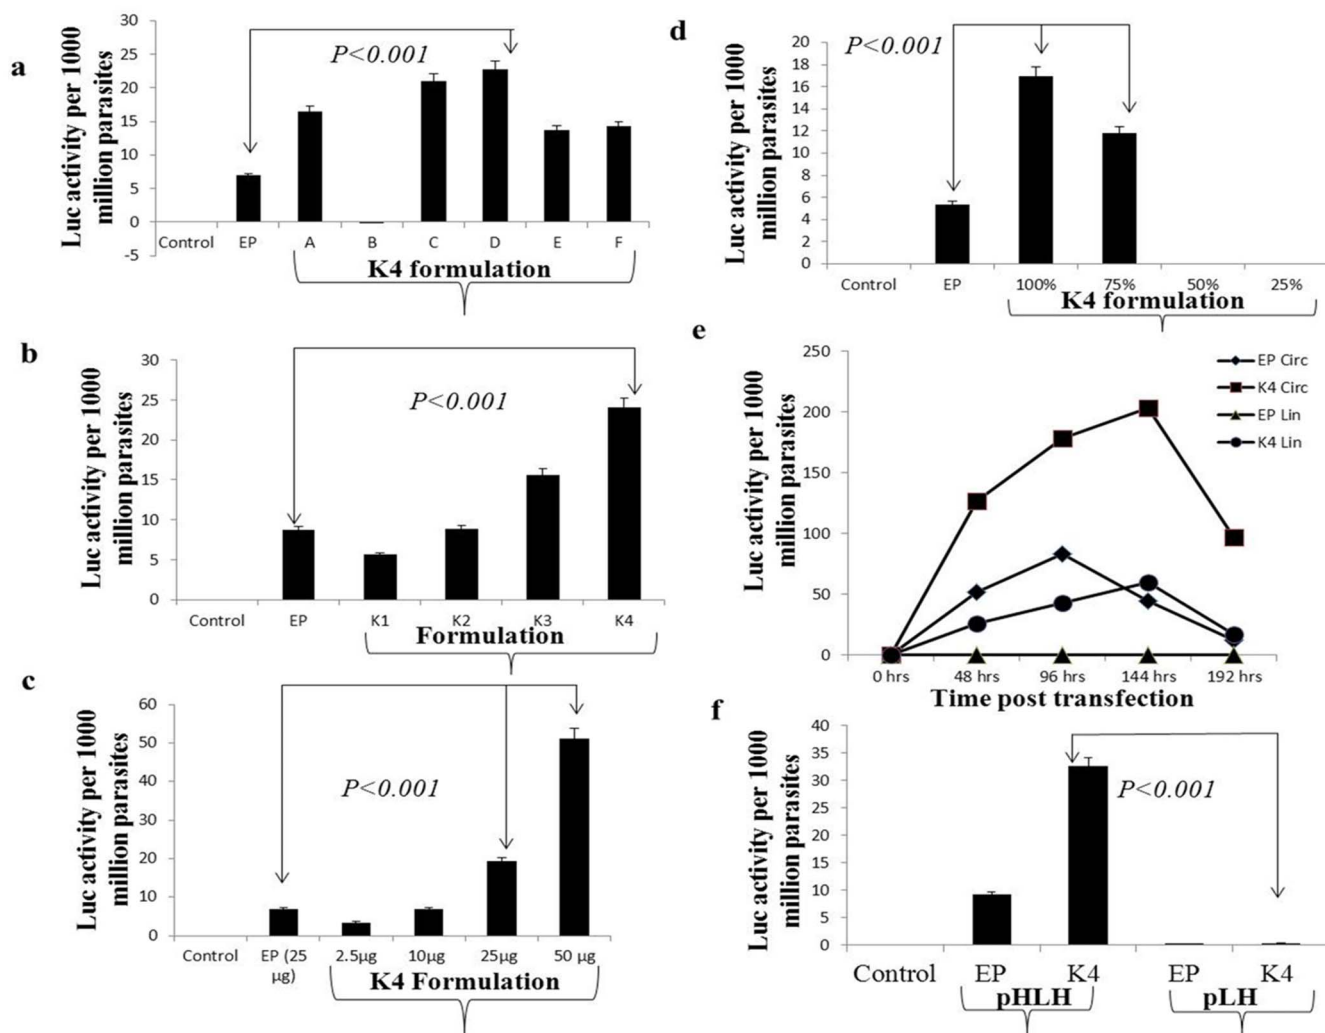 a
Luc activity per 1000
million parasites
30
25
20
15
10
5
0
-5
P<0.001
Control EP A B C D E F
K4 formulation
b
Luc activity per 1000
million parasites
30
25
20
15
10
5
0
P<0.001
Control EP K1 K2 K3 K4
Formulation
c
Luc activity per 1000
million parasites
60
50
40
30
20
10
0
P<0.001
Control EP (25 2.5µg 10µg 25µg 50 µg
µg)
K4 Formulation
d
Luc activity per 1000
million parasites
20
18
16
14
12
10
8
6
4
2
0
P<0.001
Control EP 100% 75% 50% 25%
K4 formulation
e
Luc activity per 1000
million parasites
250
200
150
100
50
0
EP Circ
K4 Circ
EP Lin
K4 Lin
0 hrs 48 hrs 96 hrs 144 hrs 192 hrs
Time post transfection
f
Luc activity per 1000
million parasites
40
35
30
25
20
15
10
5
0
P<0.001
Control EP K4 EP K4
pHLH pLH